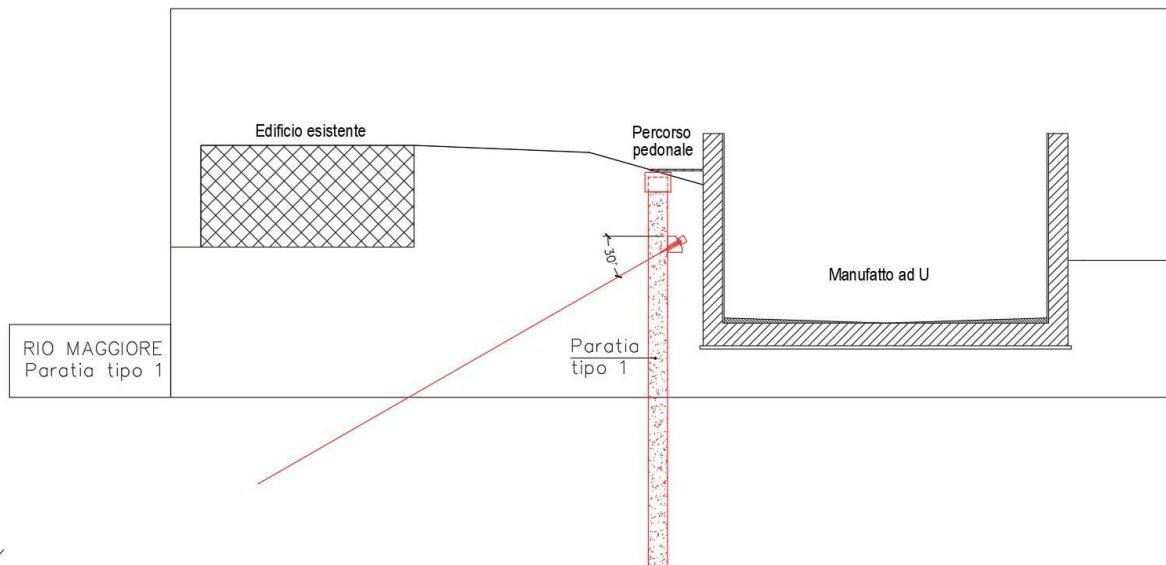 Edificio esistente
Percorso
pedonale
30°
Manufatto ad U
RIO MAGGIORE
Paratia tipo 1
Paratia
tipo 1